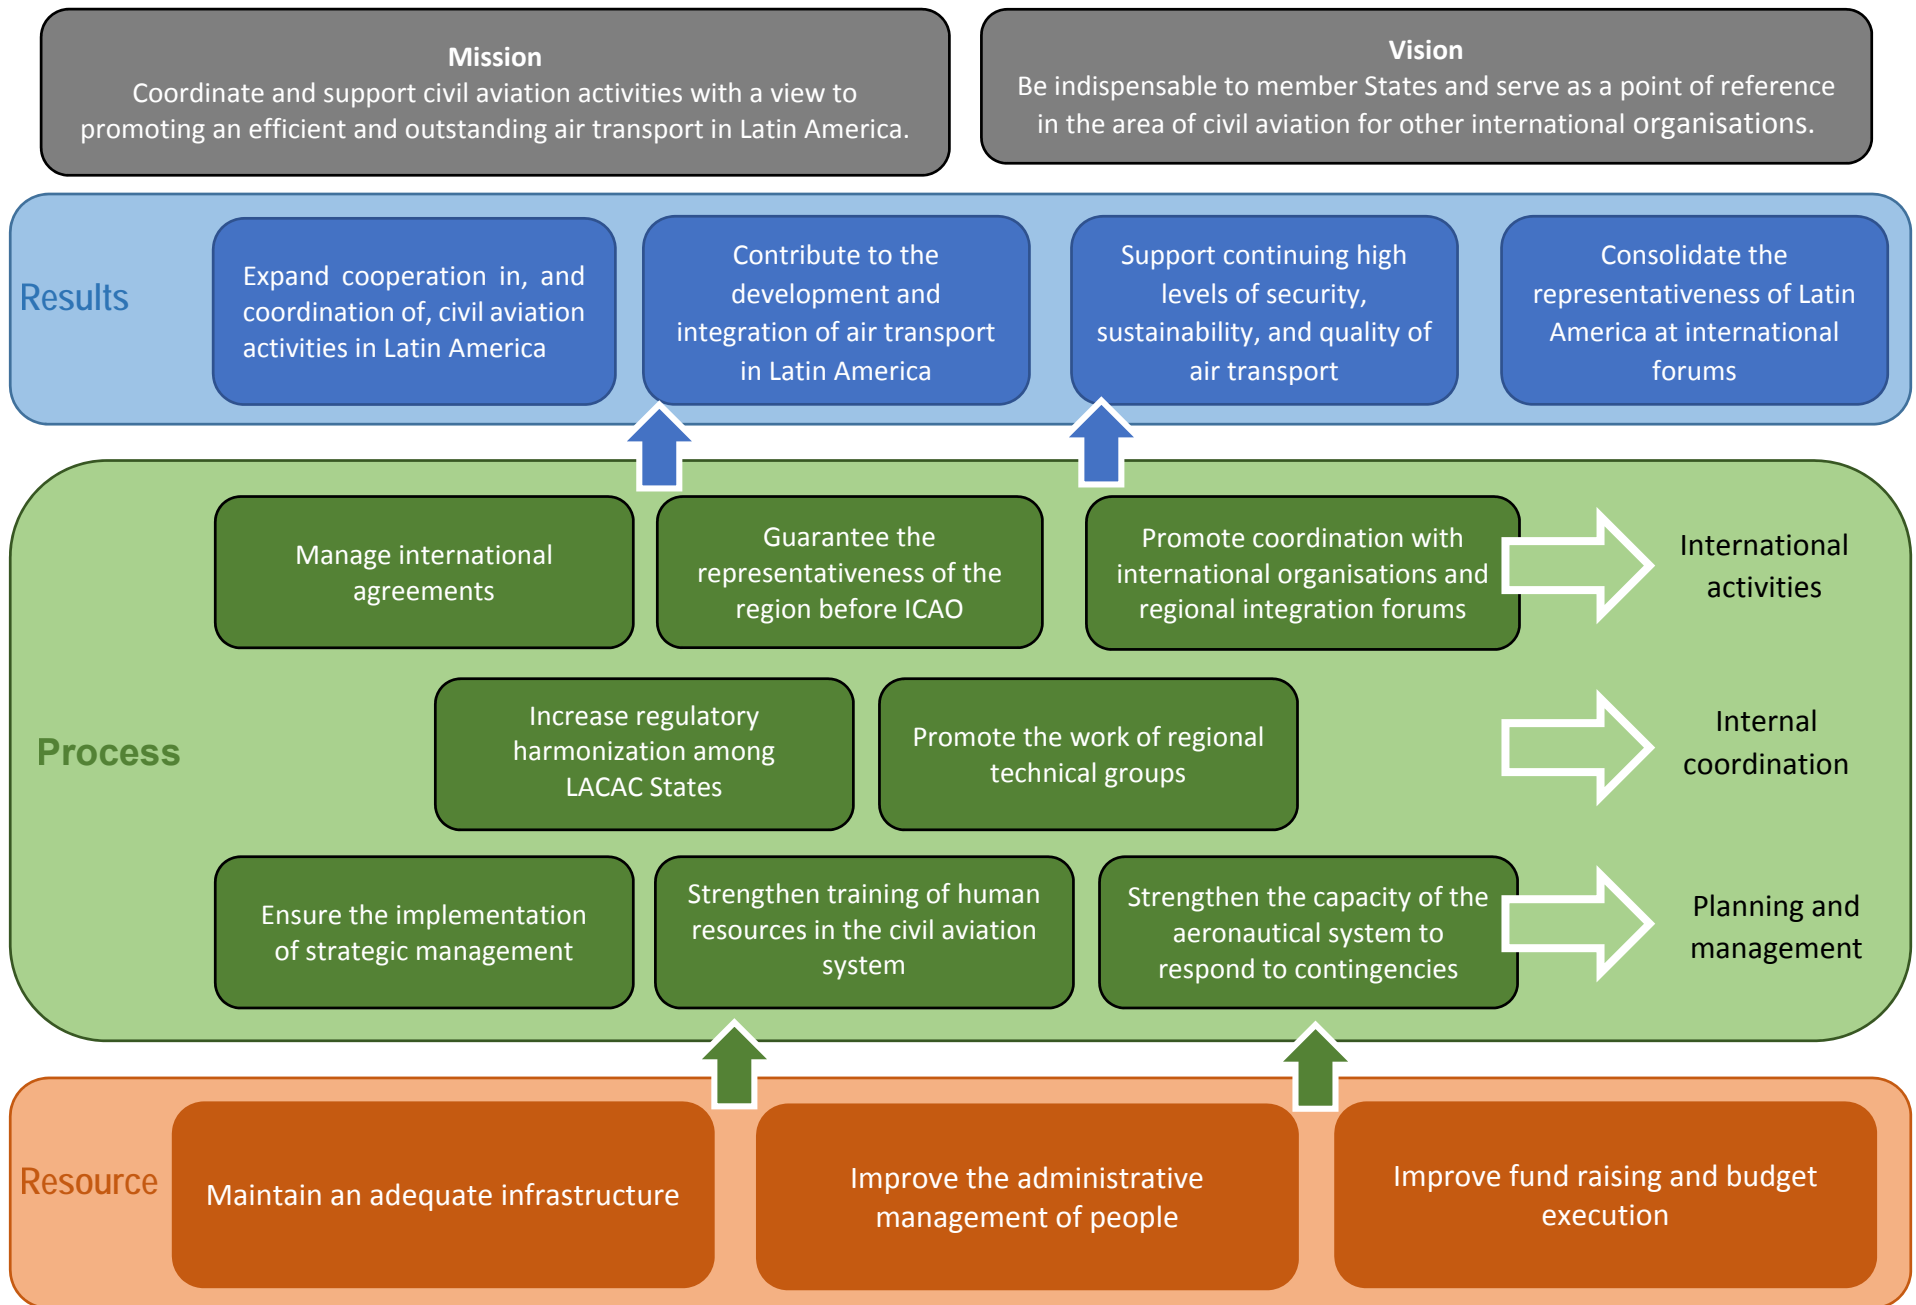 Mission
Coordinate and support civil aviation activities with a view to
promoting an efficient and outstanding air transport in Latin America.
Vision
Be indispensable to member States and serve as a point of reference
in the area of civil aviation for other international organisations.
Results
Expand cooperation in, and
coordination of, civil aviation
activities in Latin America
Contribute to the
development and
integration of air transport
in Latin America
Support continuing high
levels of security,
sustainability, and quality of
air transport
Consolidate the
representativeness of Latin
America at international
forums
Process
Manage international
agreements
Guarantee the
representativeness of the
region before ICAO
Promote coordination with
international organisations and
regional integration forums
International
activities
Increase regulatory
harmonization among
LACAC States
Promote the work of regional
technical groups
Internal
coordination
Ensure the implementation
of strategic management
Strengthen training of human
resources in the civil aviation
system
Strengthen the capacity of the
aeronautical system to
respond to contingencies
Planning and
management
Resource
Maintain an adequate infrastructure
Improve the administrative
management of people
Improve fund raising and budget
execution